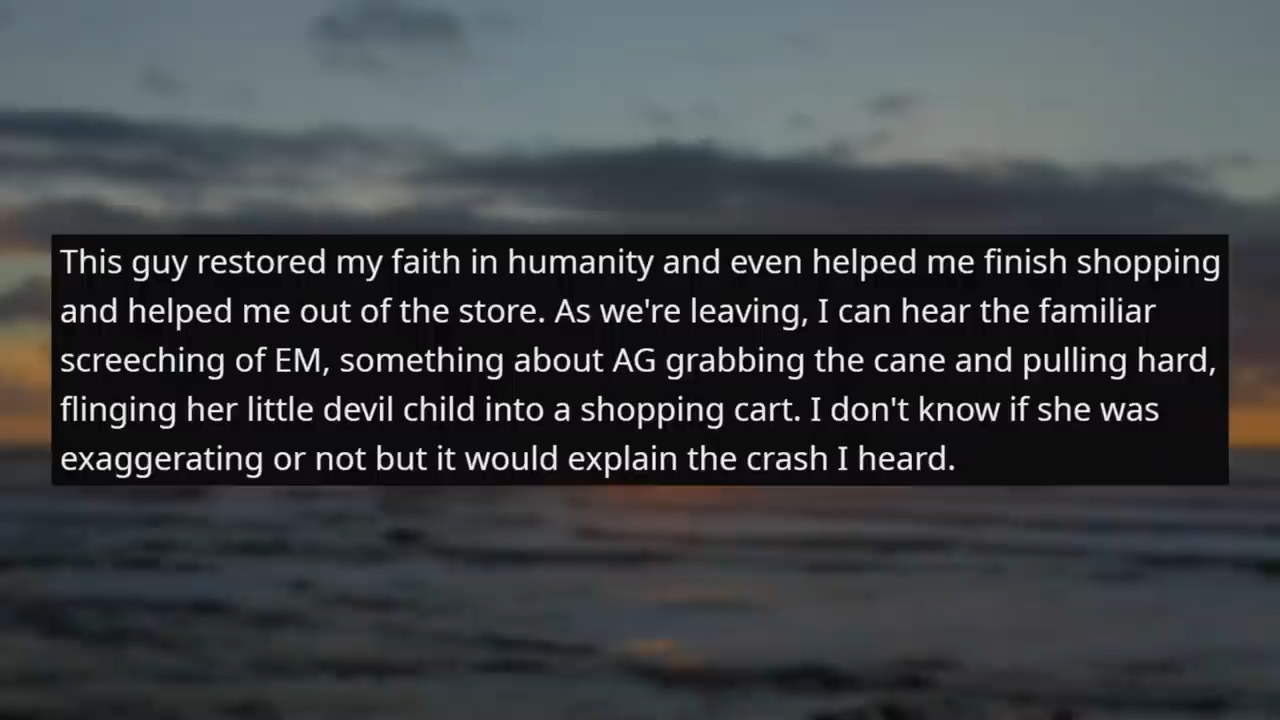 This guy restored my faith in humanity and even helped me finish shopping
and helped me out of the store. As we're leaving, I can hear the familiar
screeching of EM, something about AG grabbing the cane and pulling hard,
flinging her little devil child into a shopping cart. I don't know if she was
exaggerating or not but it would explain the crash I heard.